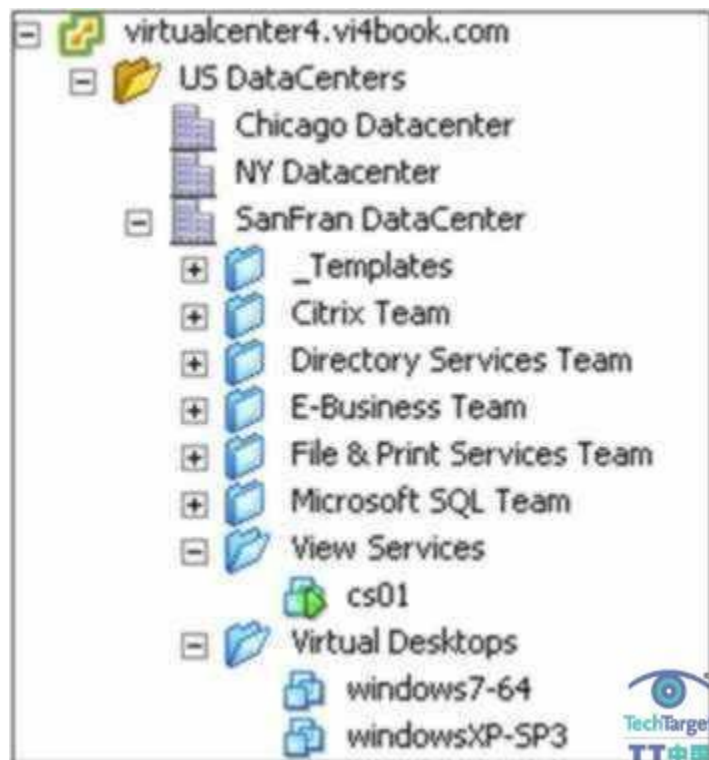 virtualcenter4.vi4book.com
US DataCenters
Chicago Datacenter
NY Datacenter
SanFran DataCenter
_Templates
Citrix Team
Directory Services Team
E-Business Team
File & Print Services Team
Microsoft SQL Team
View Services
cs01
Virtual Desktops
windows7-64
windowsXP-SP3
TechTarge